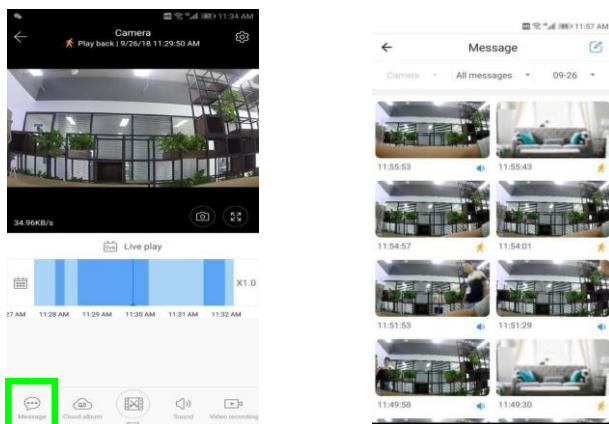 11:34 AM
Camera
Play back | 9/26/18 11:29:50 AM
34.96KB/s
Live play
X1.0
27 AM 11:28 AM 11:29 AM 11:30 AM 11:31 AM 11:32 AM
Message Cloud album Sound Video recording
11:57 AM
Message
Camera All messages 09-26
11:55:53 11:55:43
11:54:57 11:54:01
11:51:53 11:51:29
11:49:58 11:49:30